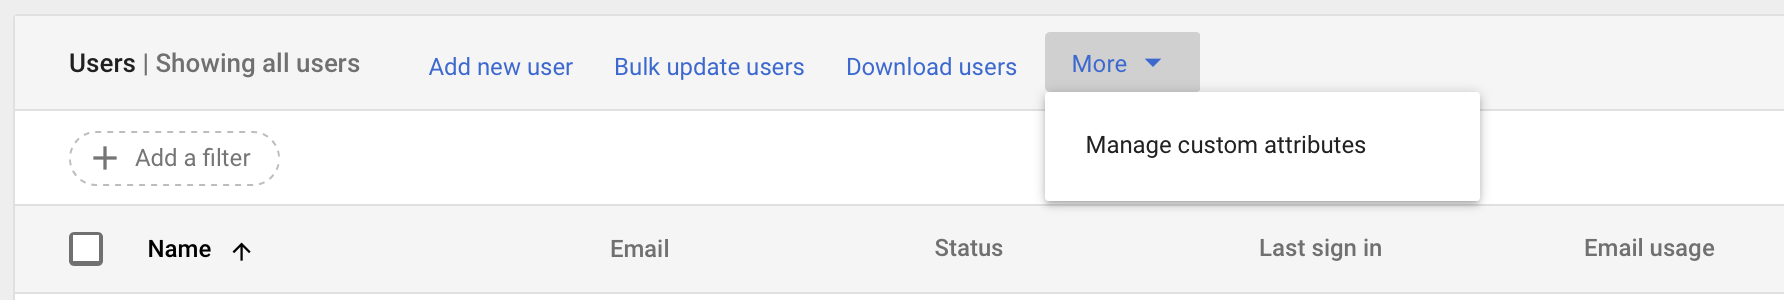 Users | Showing all users Add new user Bulk update users Download users More
Manage custom attributes
Add a filter
Name Email Status Last sign in Email usage